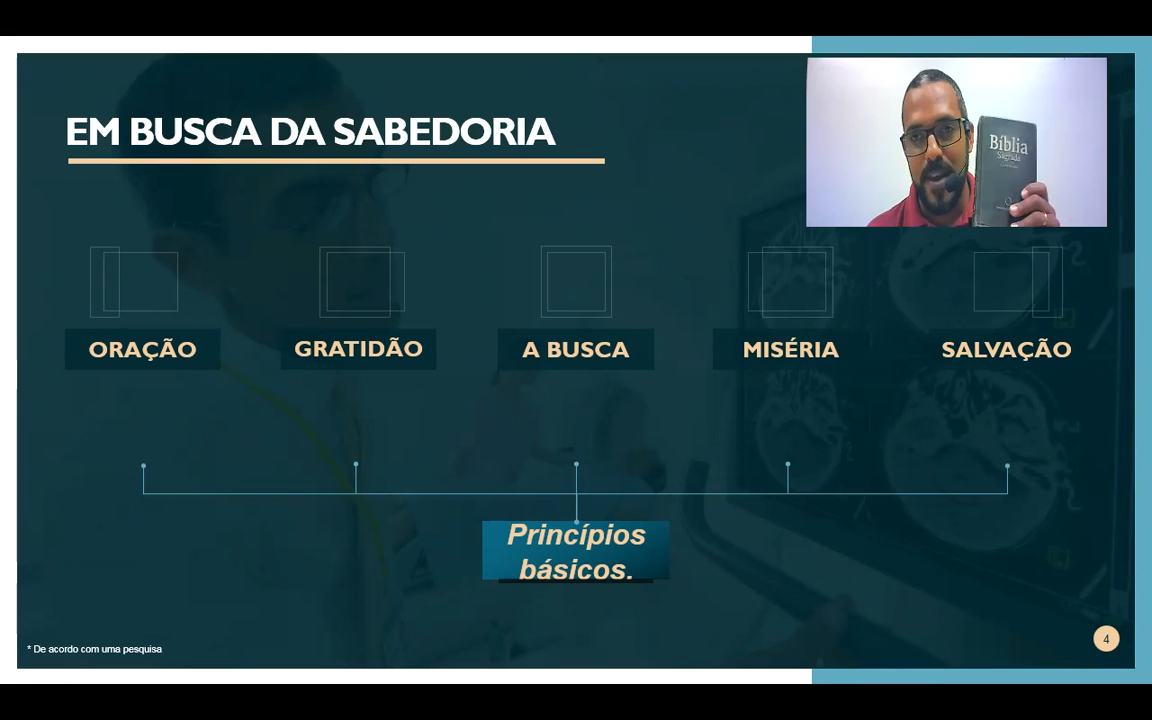 EM BUSCA DA SABEDORIA
Bíblia
Sagrada
ORAÇÃO
GRATIDÃO
A BUSCA
MISÉRIA
SALVAÇÃO
Princípios
básicos.
* De acordo com uma pesquisa
4